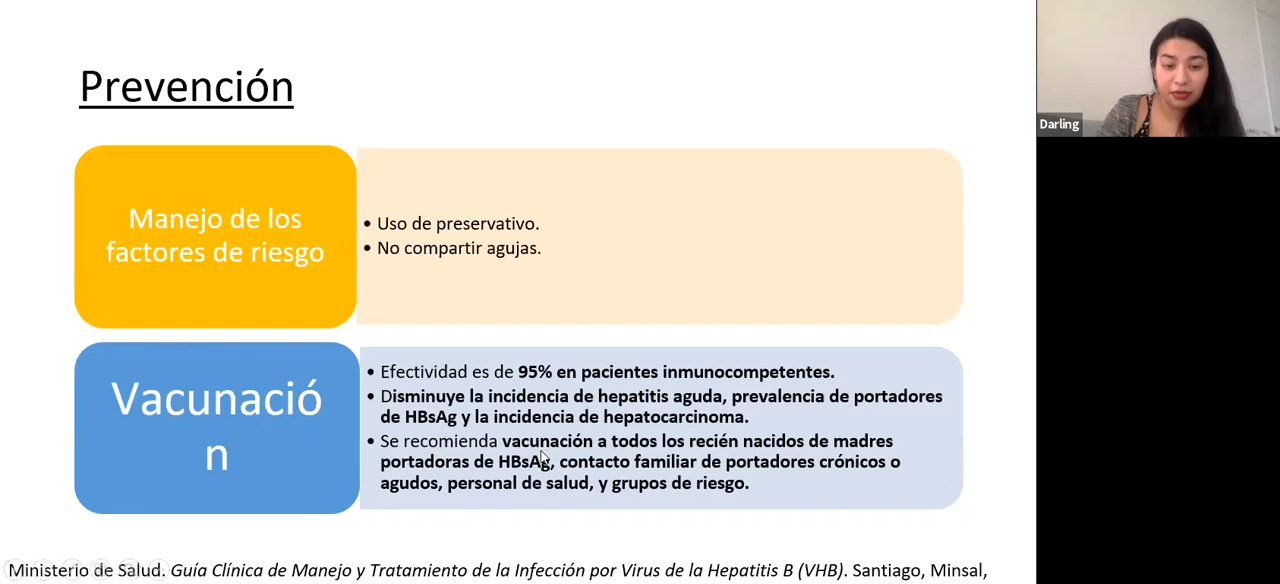 Prevención
Darling
Manejo de los
factores de riesgo
• Uso de preservativo.
• No compartir agujas.
Vacunació
n
• Efectividad es de 95% en pacientes inmunocompetentes.
• Disminuye la incidencia de hepatitis aguda, prevalencia de portadores
de HBsAg y la incidencia de hepatocarcinoma.
• Se recomienda vacunación a todos los recién nacidos de madres
portadoras de HBsAg, contacto familiar de portadores crónicos o
agudos, personal de salud, y grupos de riesgo.
Ministerio de Salud. Guía Clínica de Manejo y Tratamiento de la Infección por Virus de la Hepatitis B (VHB). Santiago, Minsal,